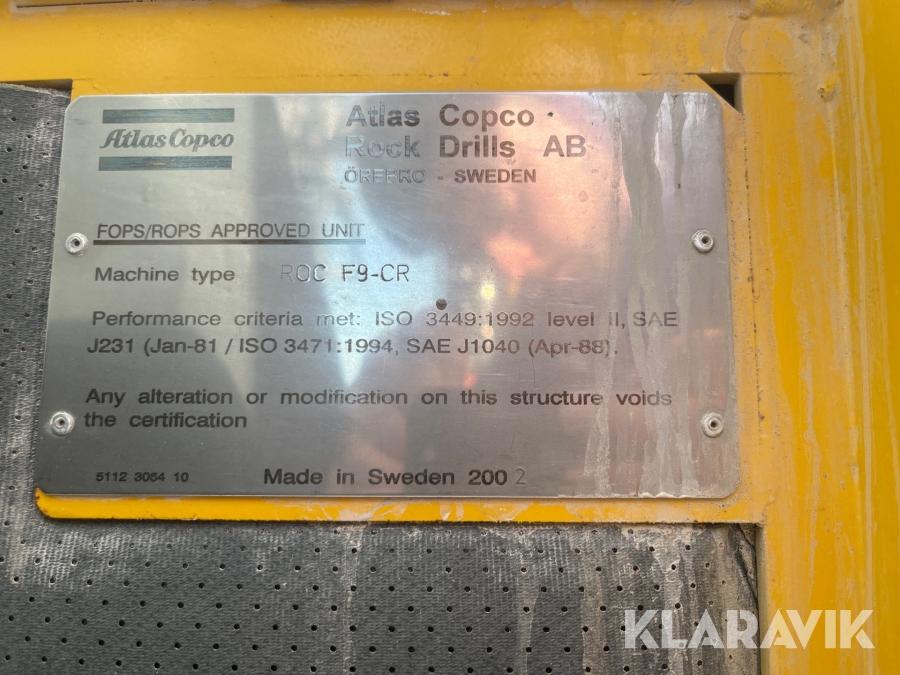 Atlas Copco
Atlas Copco
Rock Drills AB
ÖREBRO - SWEDEN
FOPS/ROPS APPROVED UNIT
Machine type ROC F9-CR
Performance criteria met: ISO 3449:1992 level II, SAE
J231 (Jan-81 / ISO 3471:1994, SAE J1040 (Apr-88).
Any alteration or modification on this structure voids
the certification
5112 3054 10 Made in Sweden 2002
KLARAVIK